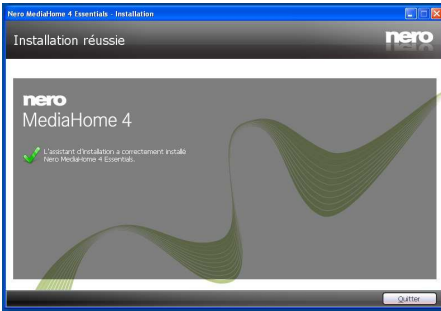 Nero MediaHome 4 Essentials - Installation
Installation réussie
nero
nero
MediaHome 4
L'assistant d'installation a correctement installé
Nero MediaHome 4 Essentials.
Quitter